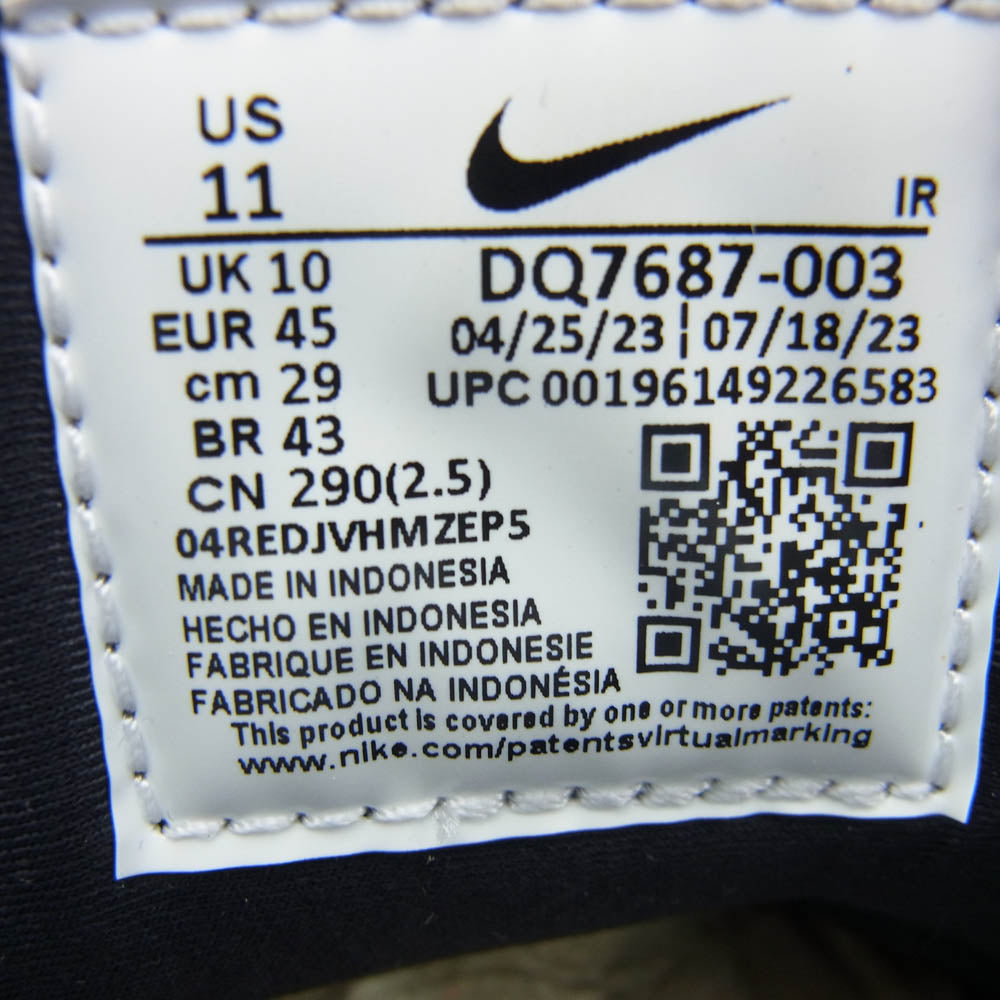 US
11
IR
UK 10
DQ7687-003
EUR 45
04/25/23 | 07/18/23
cm 29
UPC 00196149226583
BR 43
CN 290(2.5)
04REDJVHMZEP5
MADE IN INDONESIA
HECHO EN INDONESIA
FABRIQUE EN INDONESIE
FABRICADO NA INDONÉSIA
This product is covered by one or more patents:
www.nike.com/patentsvirtualmarking